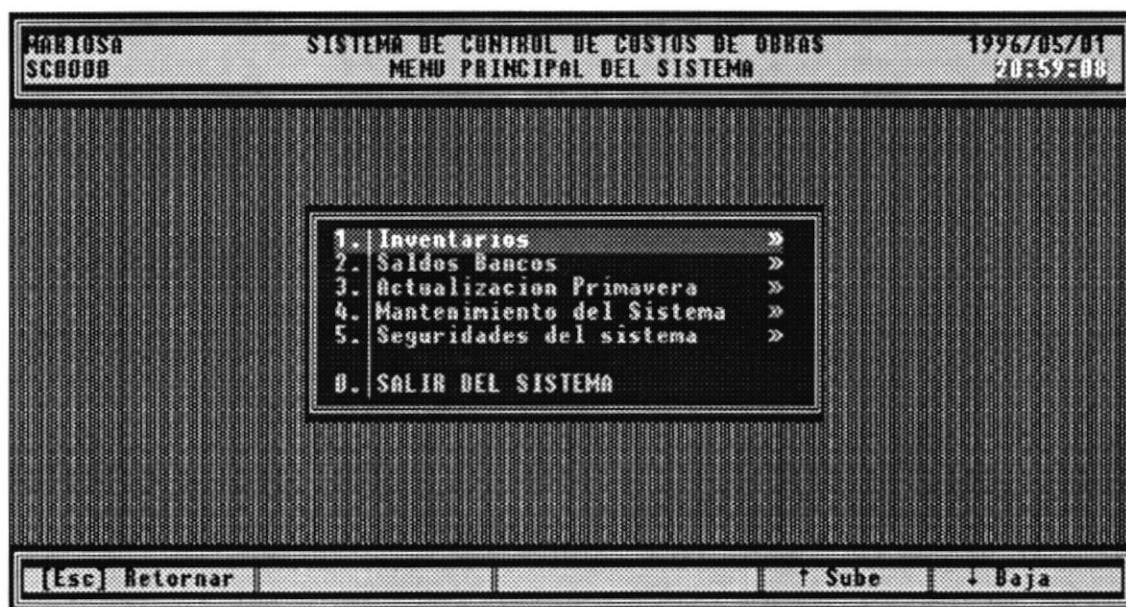 MARIOSA SISTEMA DE CONTROL DE COSTOS DE OBRAS 1996/05/01
SC0000 MENU PRINCIPAL DEL SISTEMA 20:59:08
1. Inventarios »
2. Saldos Bancos »
3. Actualizacion Primavera »
4. Mantenimiento del Sistema »
5. Seguridades del sistema »
0. SALIR DEL SISTEMA
[Esc] Retornar ↑ Sube ↓ Baja